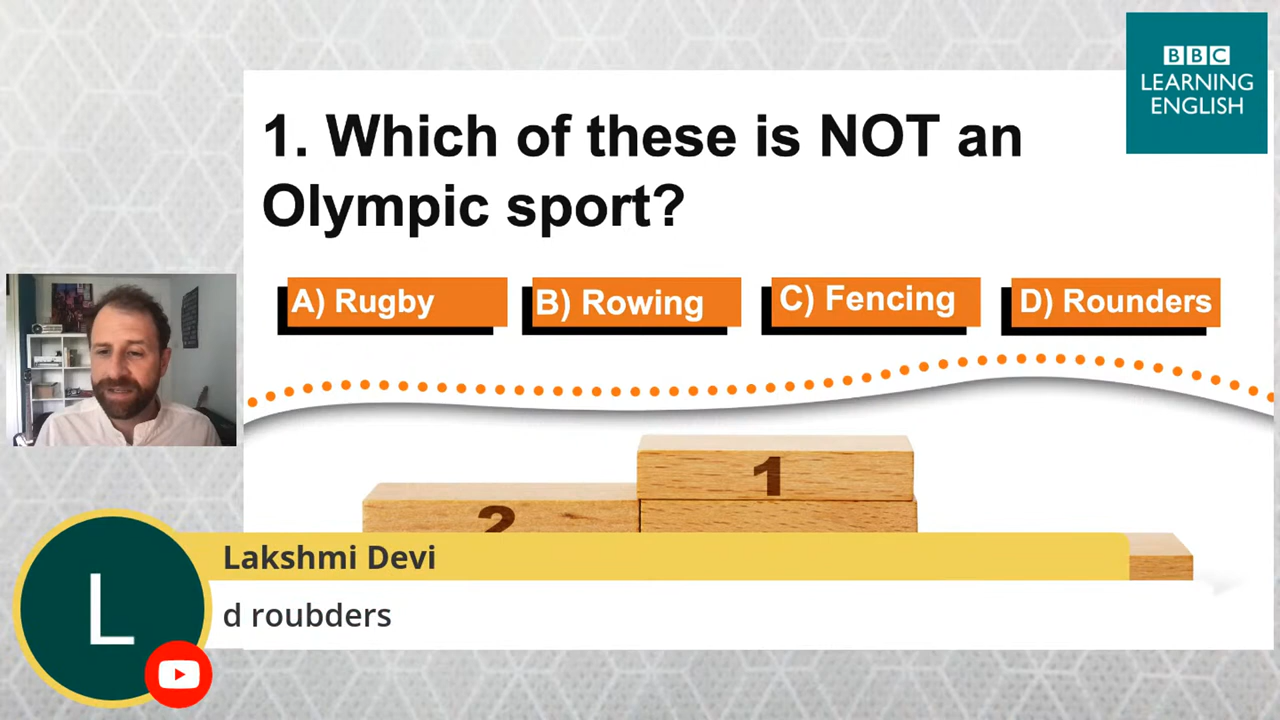 BBC
LEARNING
ENGLISH
1. Which of these is NOT an
Olympic sport?
A) Rugby
B) Rowing
C) Fencing
D) Rounders
1
2
L
Lakshmi Devi
d roubders